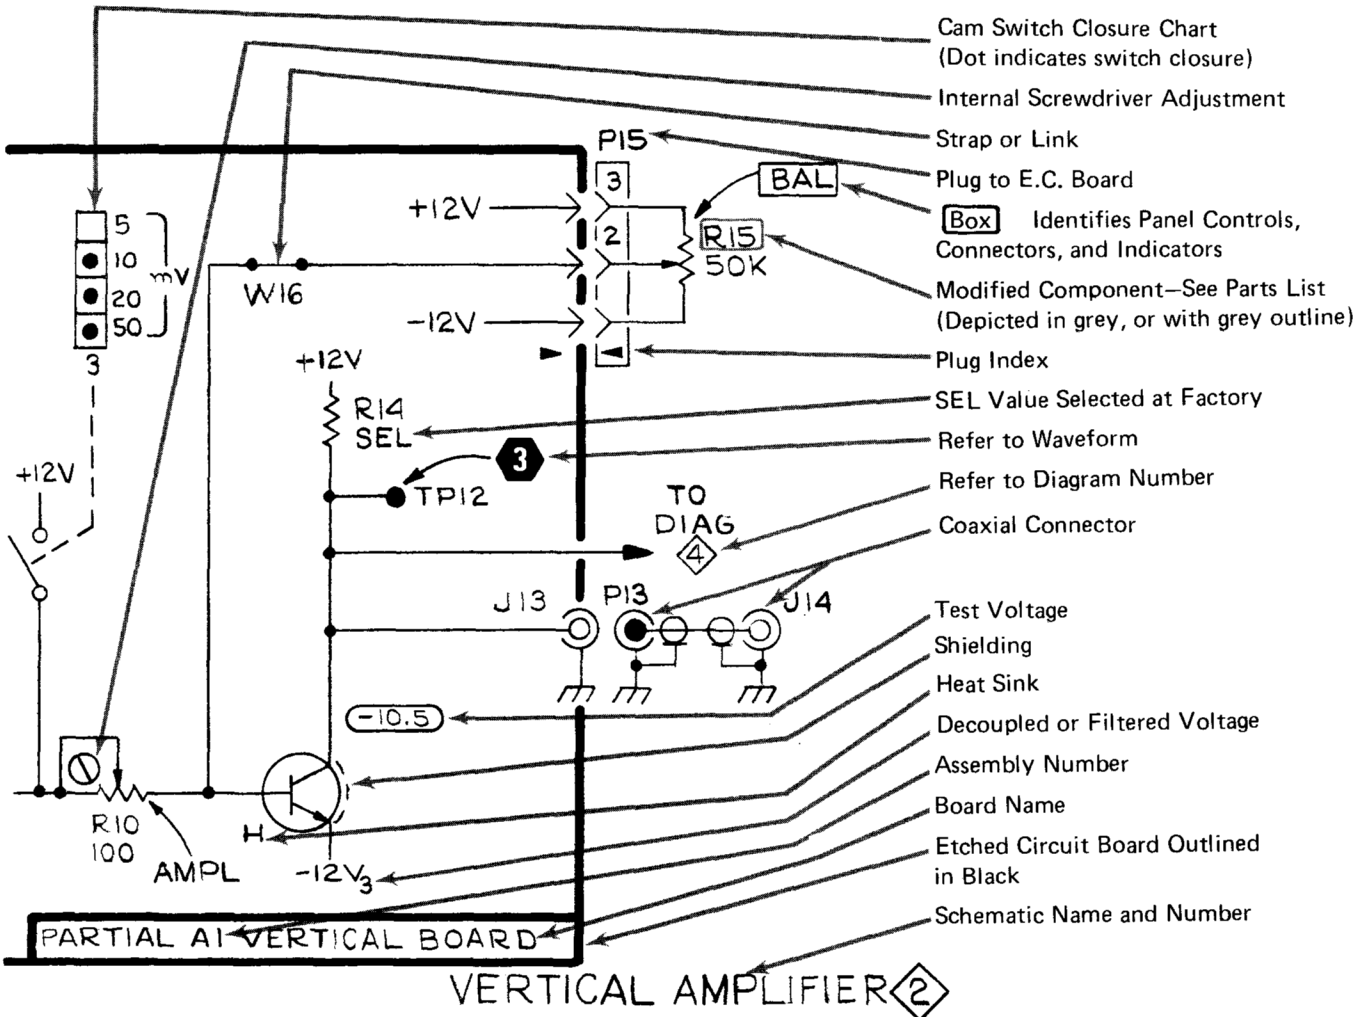 Cam Switch Closure Chart
(Dot indicates switch closure)
Internal Screwdriver Adjustment
Strap or Link
Plug to E.C. Board
Box Identifies Panel Controls,
Connectors, and Indicators
Modified Component—See Parts List
(Depicted in grey, or with grey outline)
Plug Index
SEL Value Selected at Factory
Refer to Waveform
Refer to Diagram Number
Coaxial Connector
Test Voltage
Shielding
Heat Sink
Decoupled or Filtered Voltage
Assembly Number
Board Name
Etched Circuit Board Outlined
in Black
Schematic Name and Number
P15
3
BAL
+12V
2
R15
50K
-12V
5
10
20
50
mV
3
W16
+12V
R14
SEL
3
TP12
+12V
TO
DIAG
4
J13
P13
J14
-10.5
R10
100
AMPL
H
-12V3
PARTIAL A1 VERTICAL BOARD
VERTICAL AMPLIFIER 2